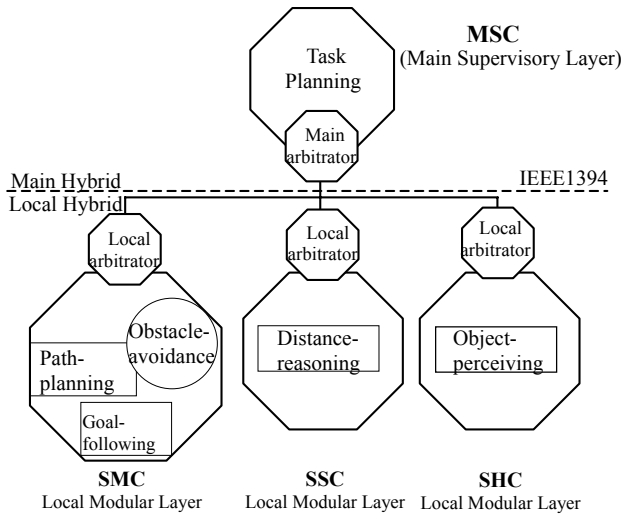 MSC
(Main Supervisory Layer)
Task
Planning
Main
arbitrator
Main Hybrid
IEEE1394
Local Hybrid
Local
arbitrator
Local
arbitrator
Local
arbitrator
Obstacle-
avoidance
Path-
planning
Goal-
following
Distance-
reasoning
Object-
perceiving
SMC
Local Modular Layer
SSC
Local Modular Layer
SHC
Local Modular Layer